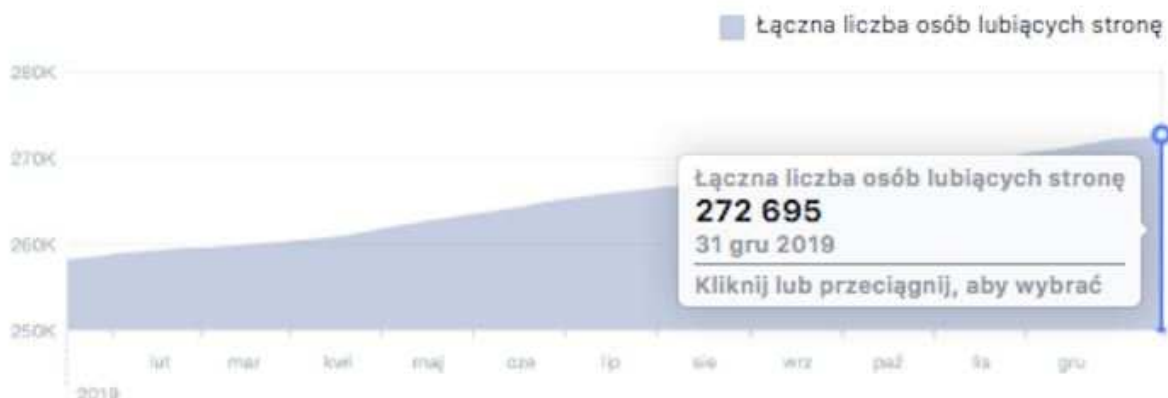 Łączna liczba osób lubiących stronę
280K
270K
Łączna liczba osób lubiących stronę
272 695
31 gru 2019
260K
Kliknij lub przeciągnij, aby wybrać
250K
lut mar kwi maj cze lip sie wrz paź lis gru
2019